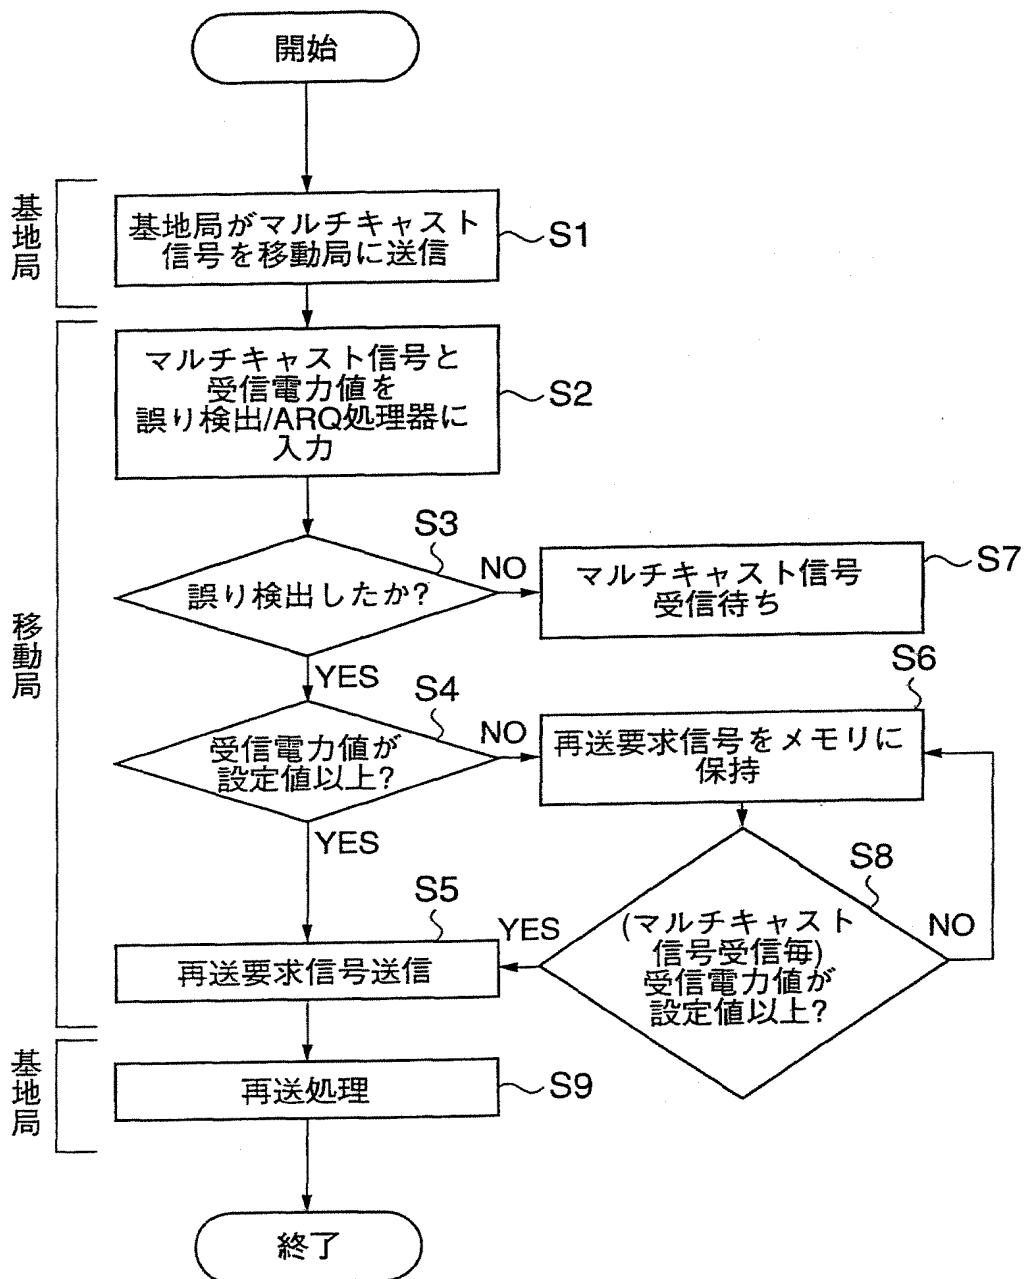 開始
基地局
基地局がマルチキャスト
信号を移動局に送信
S1
移動局
マルチキャスト信号と
受信電力値を
誤り検出/ARQ処理器に
入力
S2
S3
誤り検出したか?
NO
マルチキャスト信号
受信待ち
S7
YES
S4
受信電力値が
設定値以上?
NO
S6
再送要求信号をメモリに
保持
YES
S5
再送要求信号送信
YES
S8
(マルチキャスト
信号受信毎)
受信電力値が
設定値以上?
NO
基地局
再送処理
S9
終了